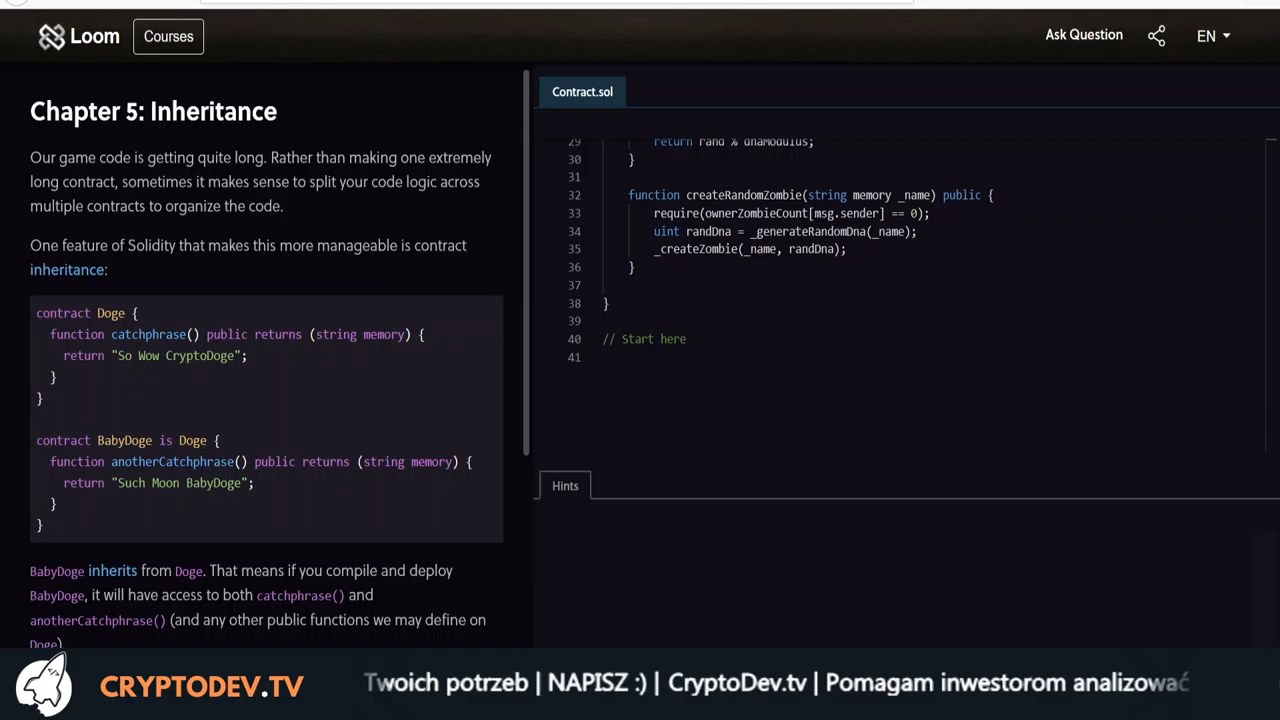 Loom
Courses
Ask Question
EN
Chapter 5: Inheritance
Our game code is getting quite long. Rather than making one extremely
long contract, sometimes it makes sense to split your code logic across
multiple contracts to organize the code.
One feature of Solidity that makes this more manageable is contract
inheritance:
contract Doge {
function catchphrase() public returns (string memory) {
return "So Wow CryptoDoge";
}
}
contract BabyDoge is Doge {
function anotherCatchphrase() public returns (string memory) {
return "Such Moon BabyDoge";
}
}
BabyDoge inherits from Doge. That means if you compile and deploy
BabyDoge, it will have access to both catchphrase() and
anotherCatchphrase() (and any other public functions we may define on
Doge)
Contract.sol
29 return rand % dnaModulus;
30 }
31
32 function createRandomZombie(string memory _name) public {
33 require(ownerZombieCount[msg.sender] == 0);
34 uint randDna = _generateRandomDna(_name);
35 _createZombie(_name, randDna);
36 }
37
38 }
39
40 // Start here
41
Hints
CRYPTODEV.TV
Twoich potrzeb | NAPISZ :) | CryptoDev.tv | Pomagam inwestorom analizować